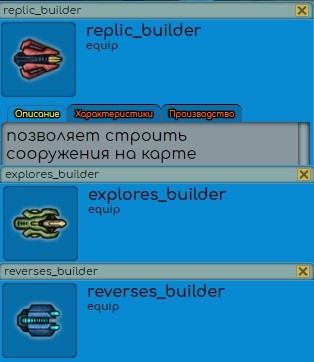 replic_builder
replic_builder
equip
Описание Характеристики Производство
позволяет строить
сооружения на карте
explores_builder
explores_builder
equip
reverses_builder
reverses_builder
equip